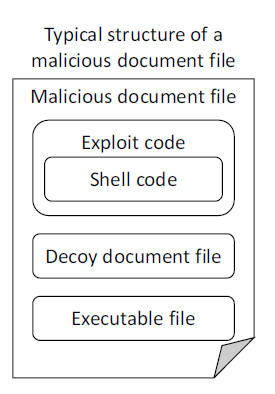 Typical structure of a
malicious document file
Malicious document file
Exploit code
Shell code
Decoy document file
Executable file